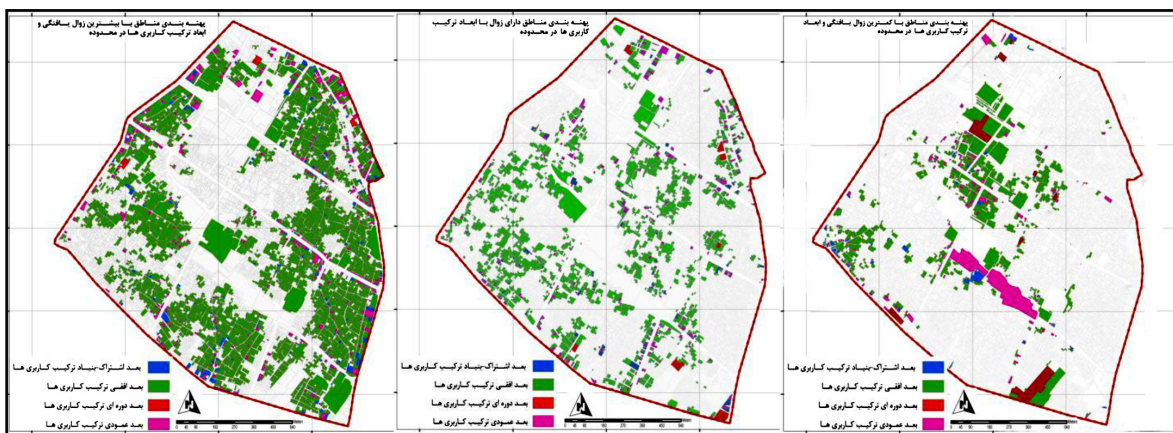 پهنه بندی مناطق با کمترین زوال یافتگی و ابعاد
ترکیب کاربری ها در محدوده
بعد اشتراک-بنیاد ترکیب کاربری ها
بعد افقی ترکیب کاربری ها
بعد دوره ای ترکیب کاربری ها
بعد عمودی ترکیب کاربری ها
پهنه بندی مناطق دارای زوال با ابعاد ترکیب
کاربری ها در محدوده
بعد اشتراک-بنیاد ترکیب کاربری ها
بعد افقی ترکیب کاربری ها
بعد دوره ای ترکیب کاربری ها
بعد عمودی ترکیب کاربری ها
پهنه بندی مناطق با بیشترین زوال یافتگی و
ابعاد ترکیب کاربری ها در محدوده
بعد اشتراک-بنیاد ترکیب کاربری ها
بعد افقی ترکیب کاربری ها
بعد دوره ای ترکیب کاربری ها
بعد عمودی ترکیب کاربری ها